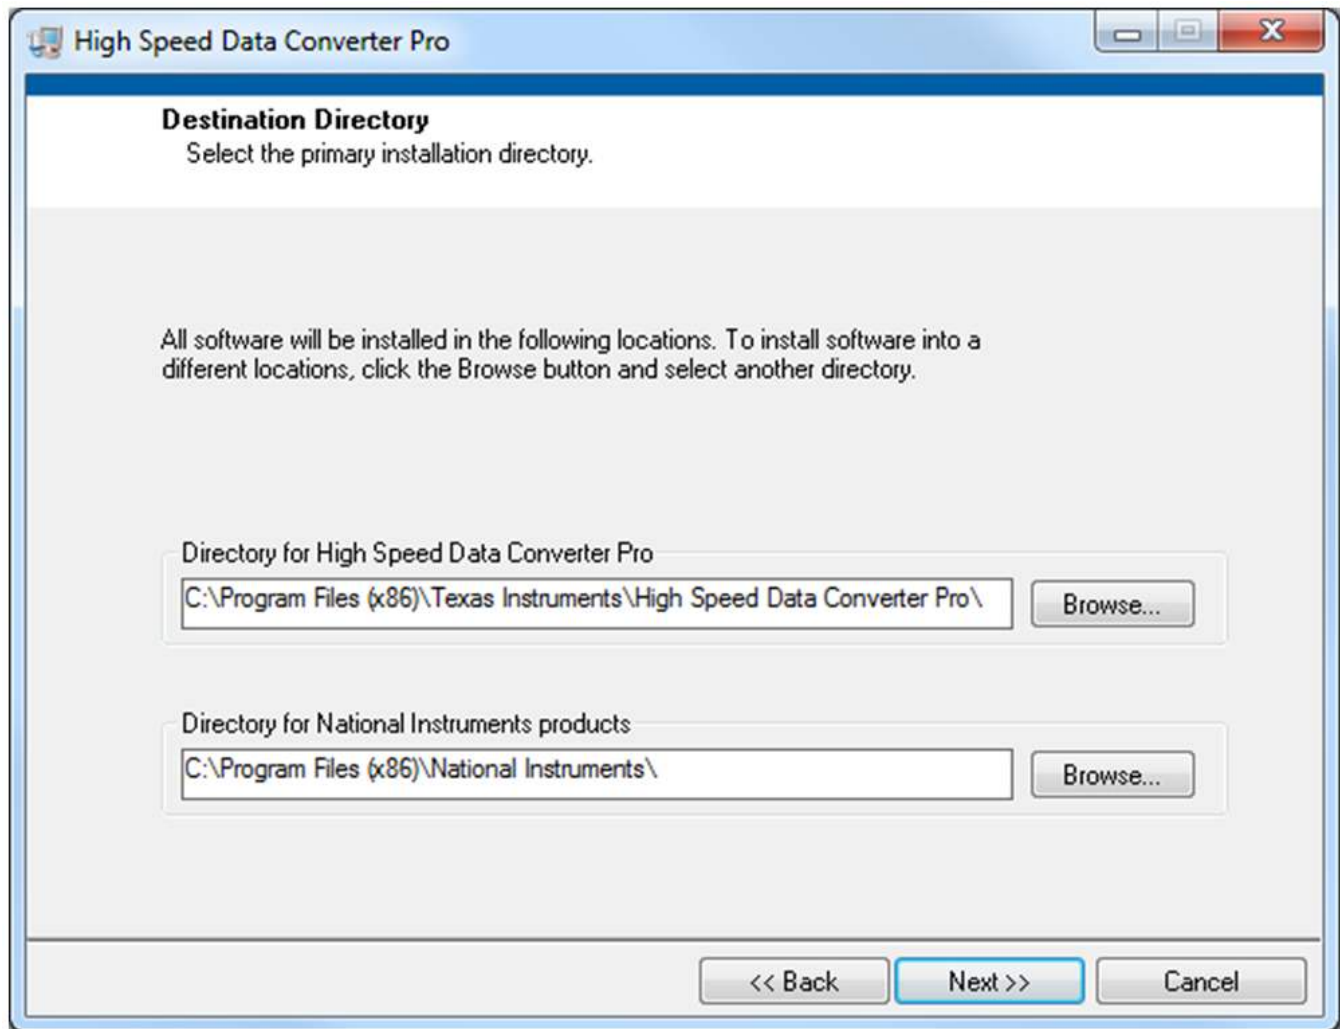 High Speed Data Converter Pro
Destination Directory
Select the primary installation directory.
All software will be installed in the following locations. To install software into a
different locations, click the Browse button and select another directory.
Directory for High Speed Data Converter Pro
C:\Program Files (x86)\Texas Instruments\High Speed Data Converter Pro\
Browse...
Directory for National Instruments products
C:\Program Files (x86)\National Instruments\
Browse...
<< Back
Next >>
Cancel